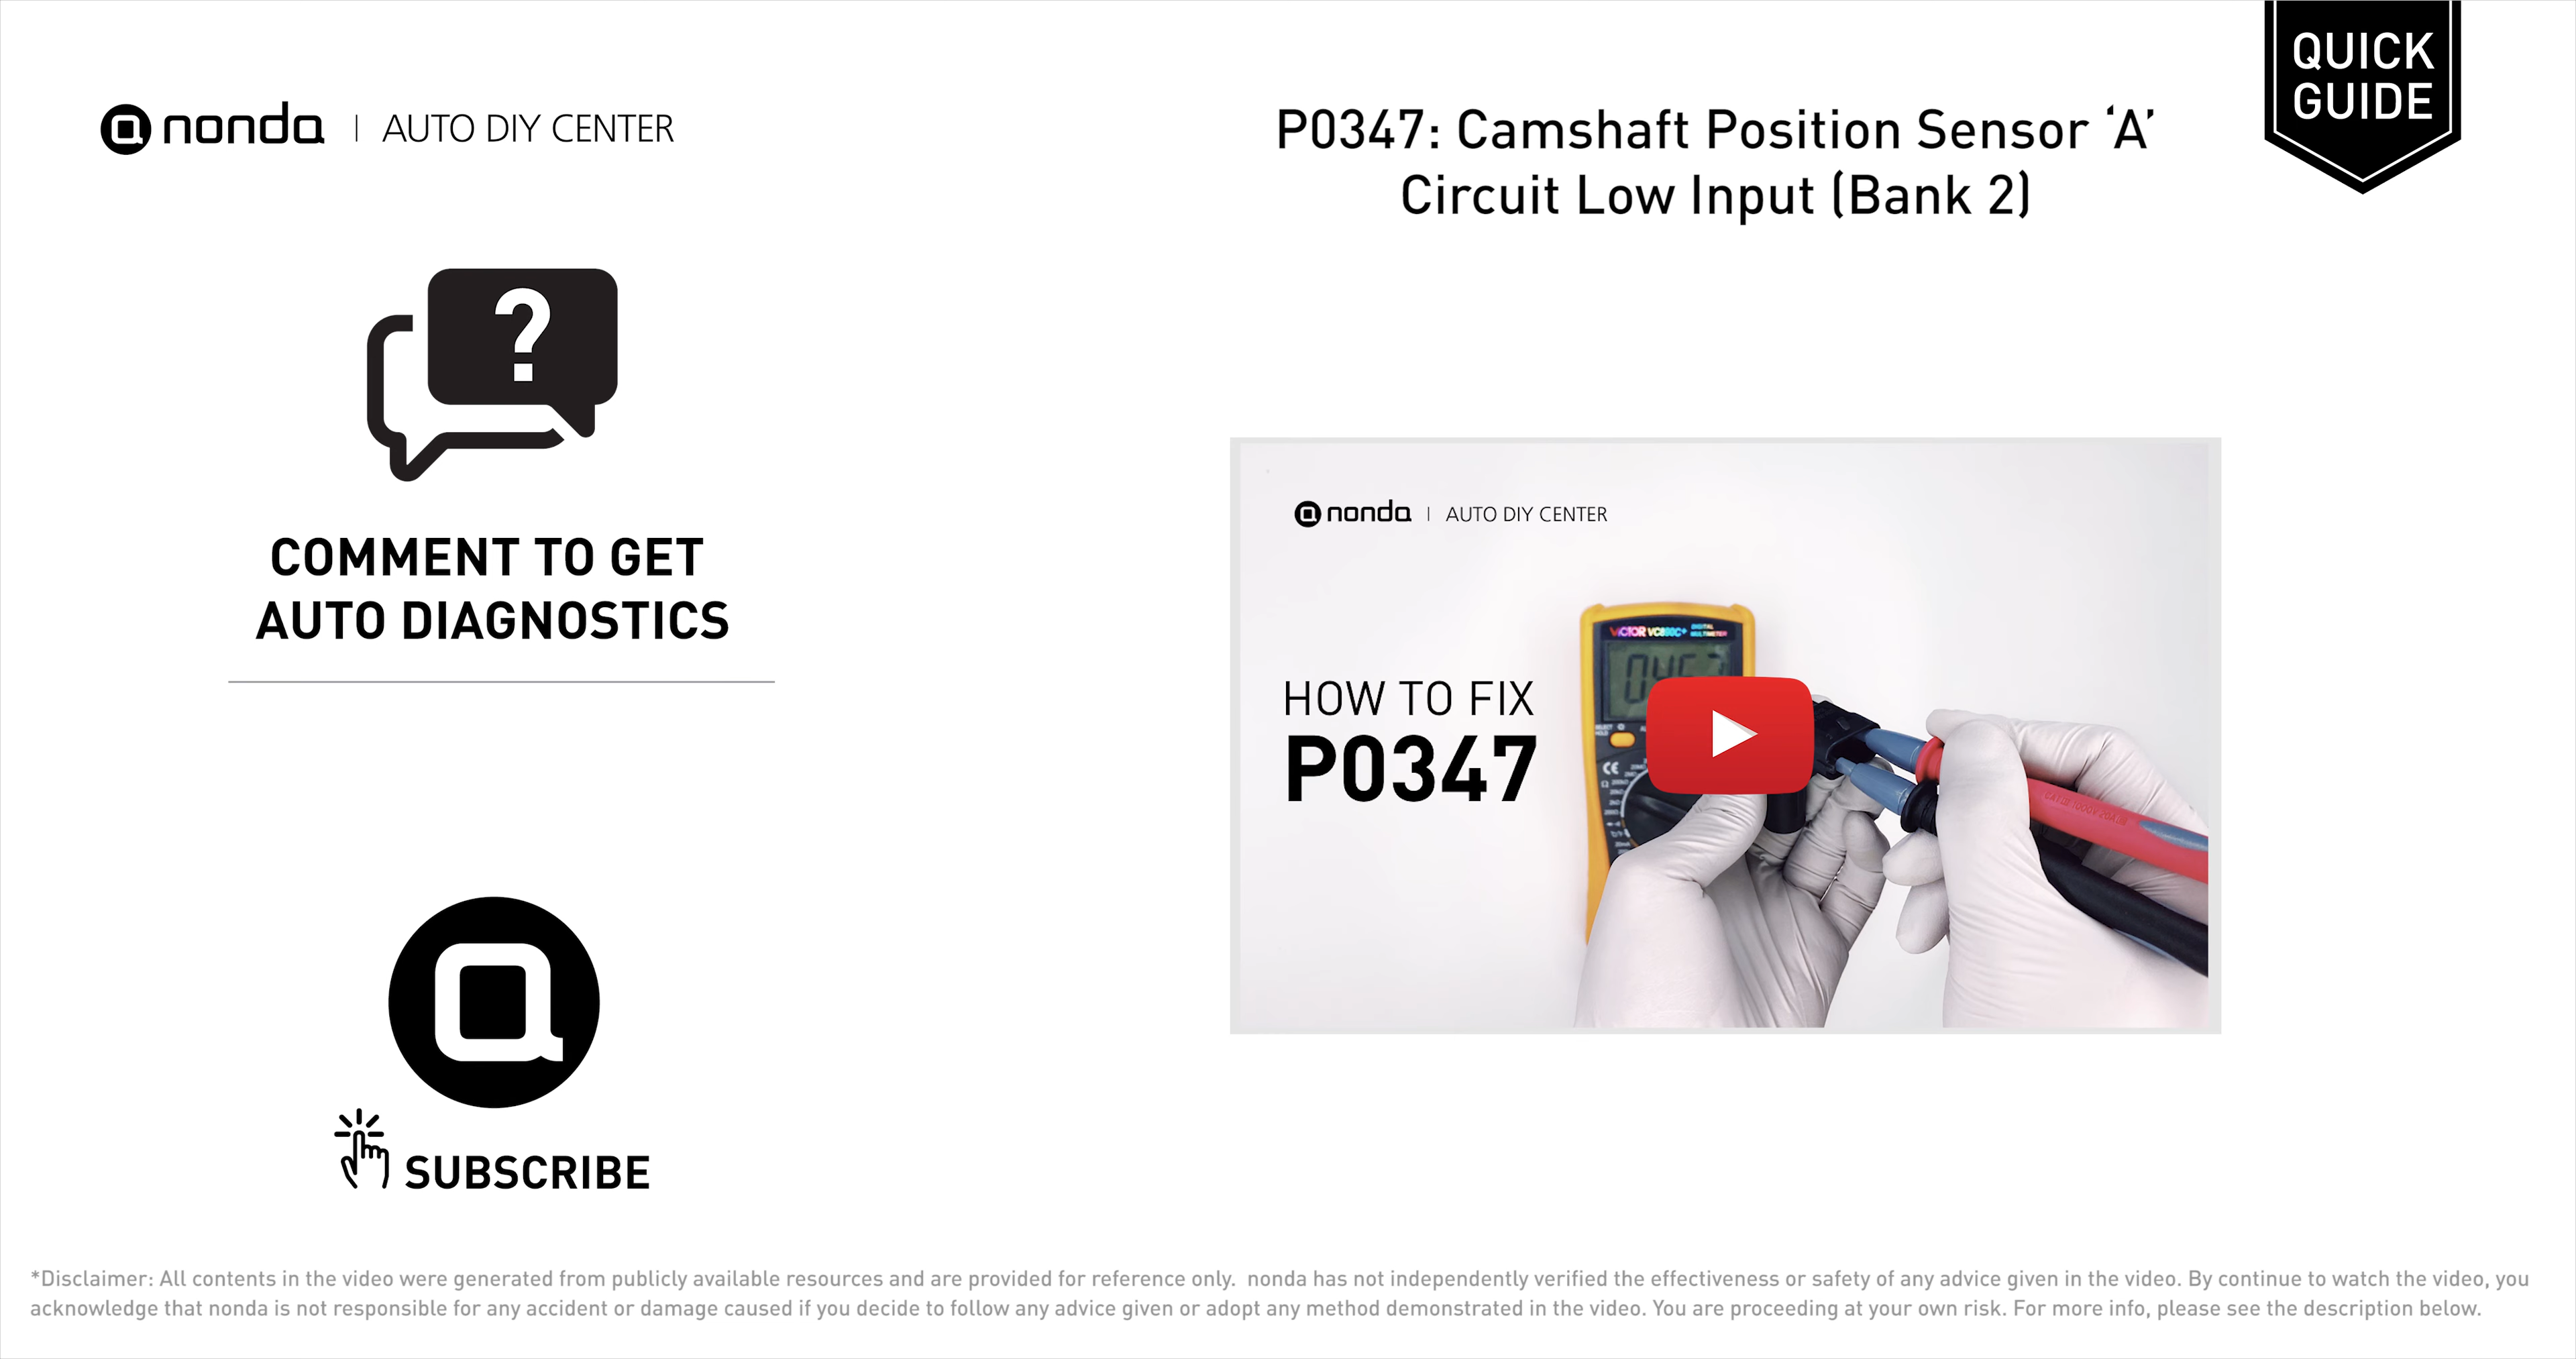 nonda | AUTO DIY CENTER
P0347: Camshaft Position Sensor ‘A’
Circuit Low Input (Bank 2)
QUICK
GUIDE
?
COMMENT TO GET
AUTO DIAGNOSTICS
nonda | AUTO DIY CENTER
HOW TO FIX
P0347
VICTOR VC890C+ DIGITAL
MULTIMETER
SUBSCRIBE
*Disclaimer: All contents in the video were generated from publicly available resources and are provided for reference only. nonda has not independently verified the effectiveness or safety of any advice given in the video. By continue to watch the video, you
acknowledge that nonda is not responsible for any accident or damage caused if you decide to follow any advice given or adopt any method demonstrated in the video. You are proceeding at your own risk. For more info, please see the description below.